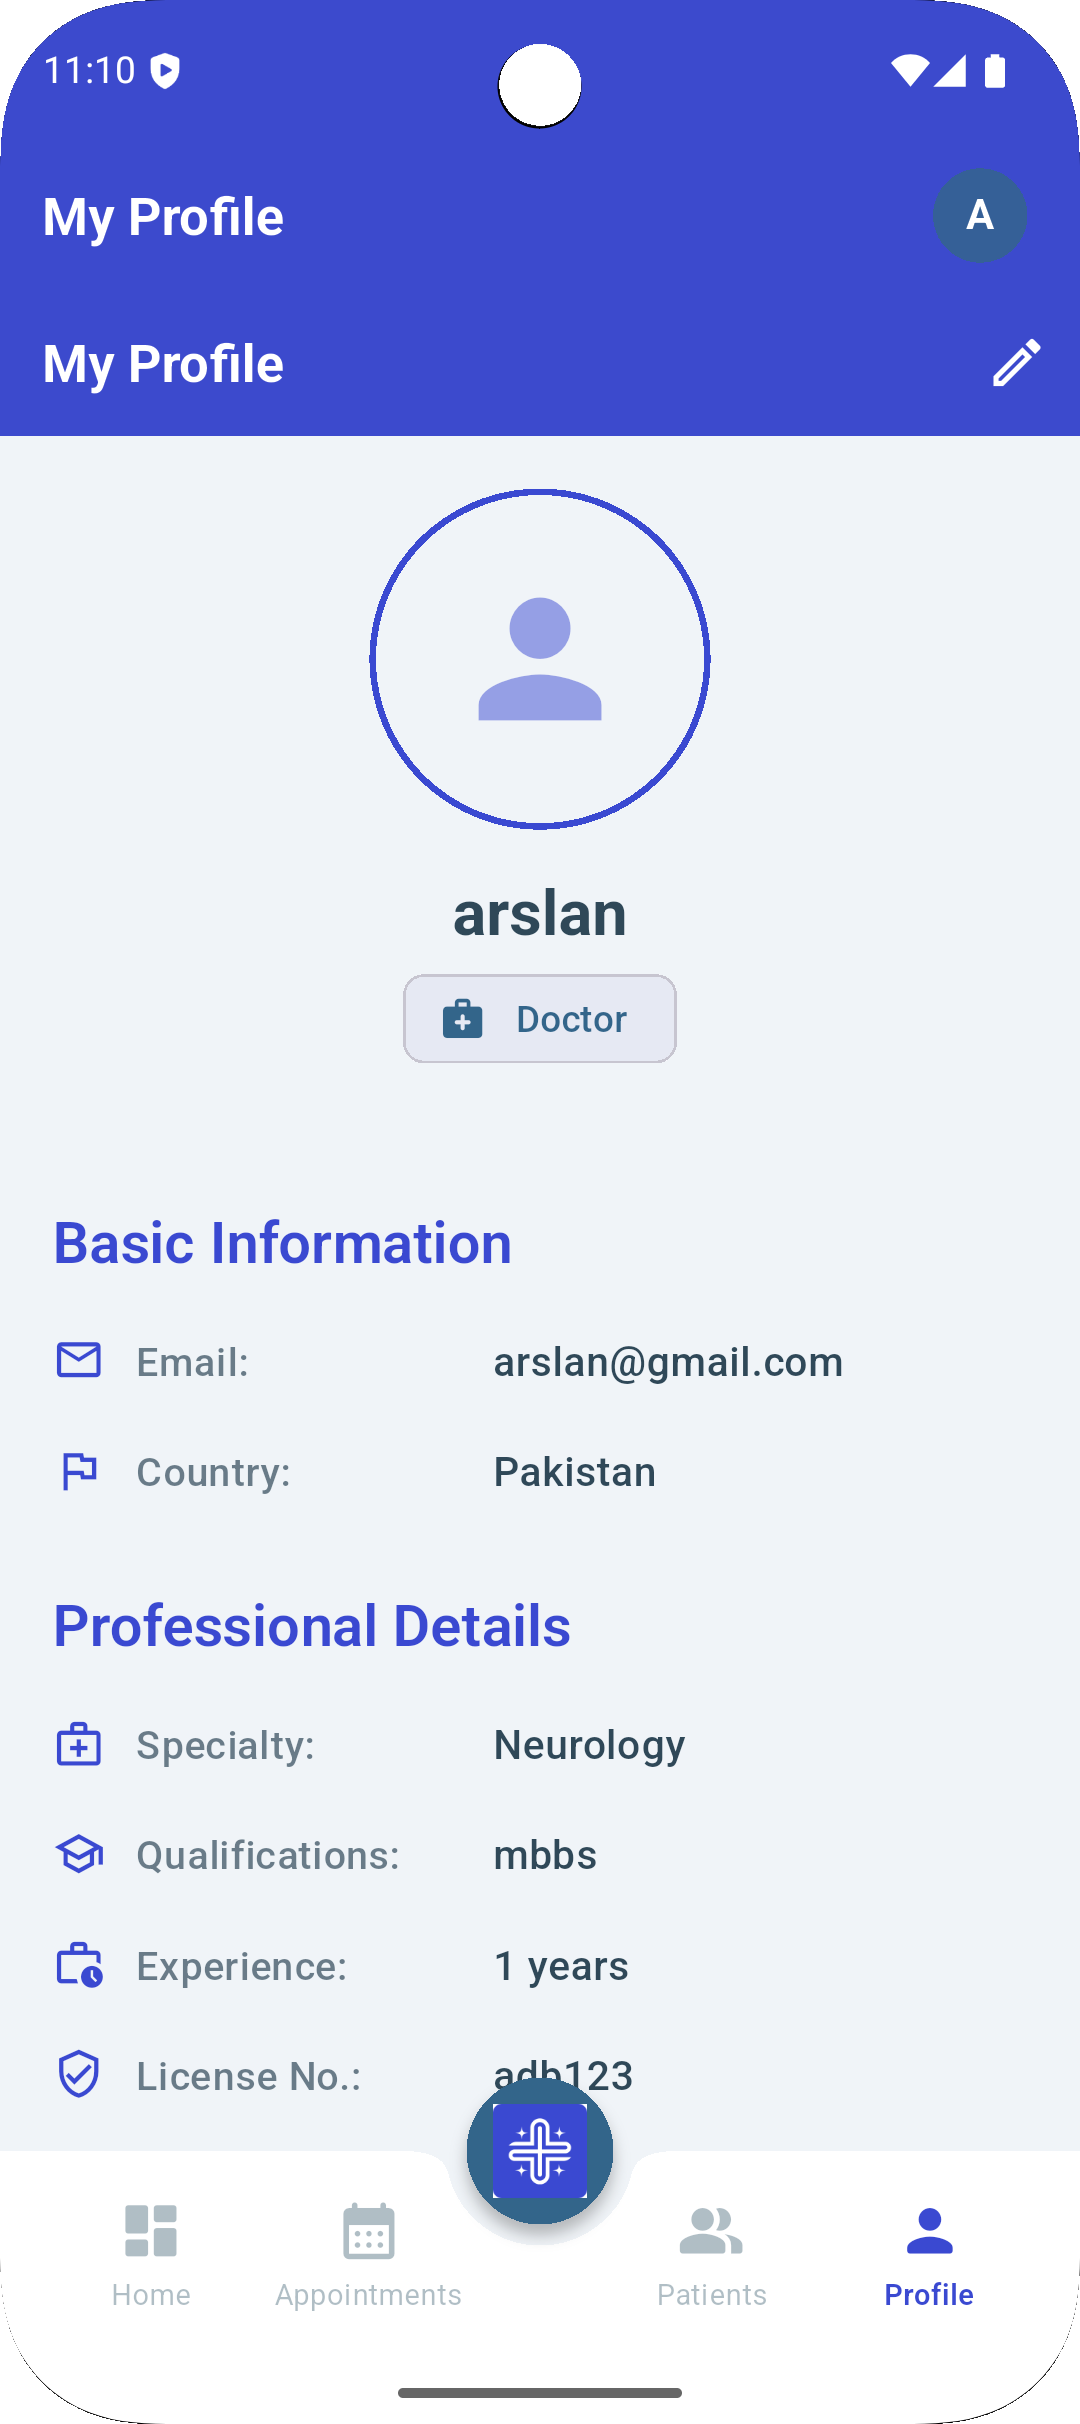 11:10
My Profile
A
My Profile
arslan
Doctor
Basic Information
Email: arslan@gmail.com
Country: Pakistan
Professional Details
Specialty: Neurology
Qualifications: mbbs
Experience: 1 years
License No.: adb123
Home Appointments Patients Profile